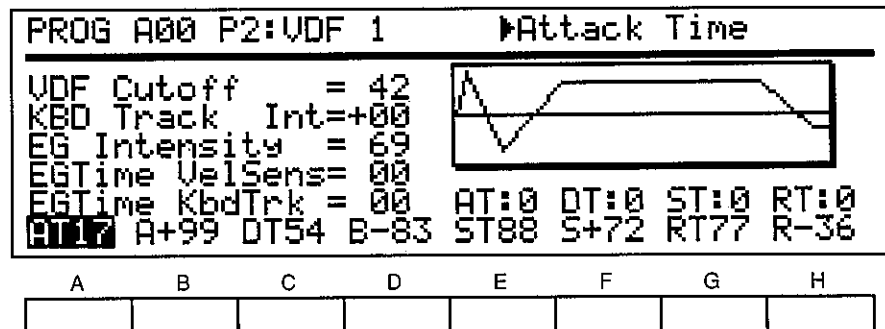 PROG A00 P2:VDF 1 ▶Attack Time
VDF Cutoff = 42
KBD Track Int=+00
EG Intensity = 69
EGTime VelSens= 00
EGTime KbdTrk = 00 AT:0 DT:0 ST:0 RT:0
AT17 A+99 DT54 B-83 ST88 S+72 RT77 R-36
A B C D E F G H